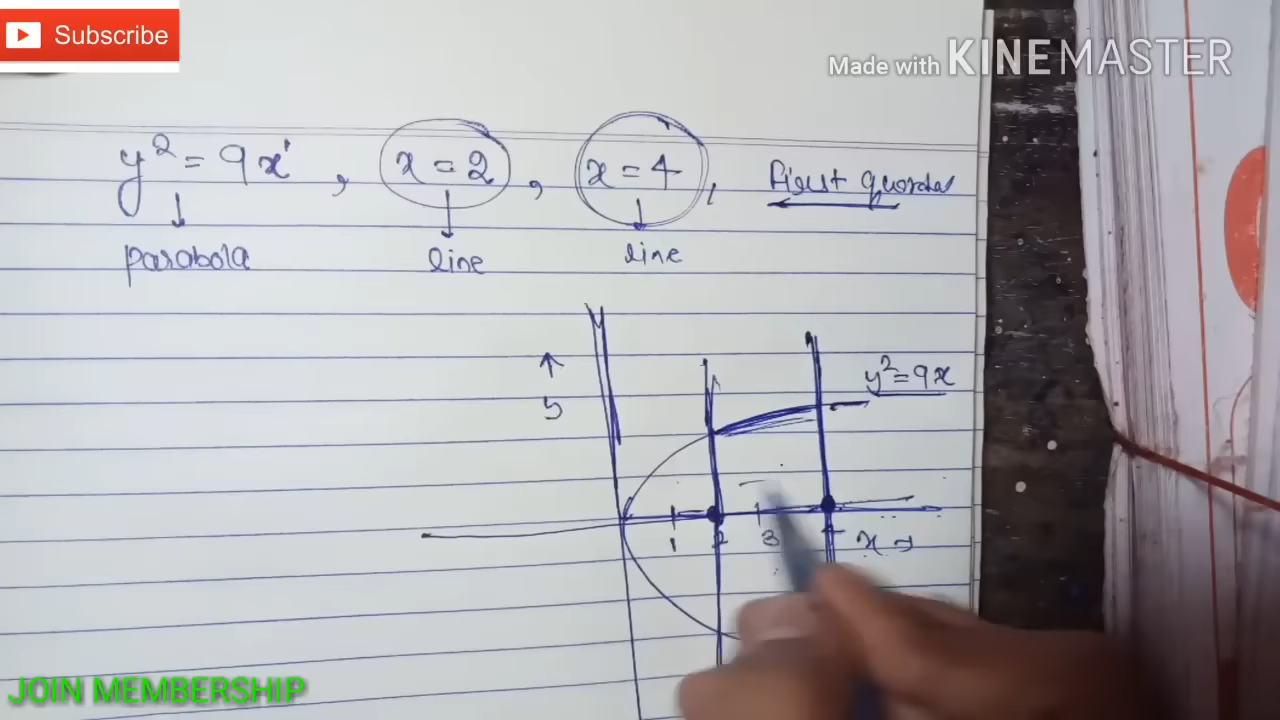 Subscribe
Made with KINEMASTER
y² = 9x , x = 2 , x = 4 , First
parabola line line
y²=9x
y
1 2 3 4 x →
JOIN MEMBERSHIP